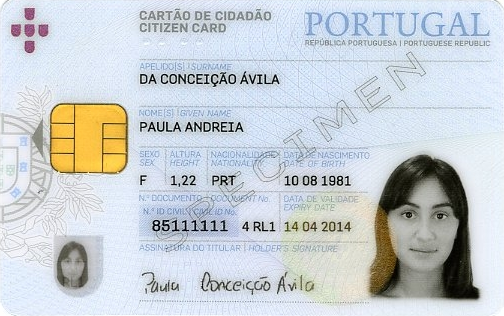 CARTÃO DE CIDADÃO
CITIZEN CARD
PORTUGAL
REPÚBLICA PORTUGUESA | PORTUGUESE REPUBLIC
APELIDO[S] | SURNAME
DA CONCEIÇÃO ÁVILA
NOME[S] | GIVEN NAME
PAULA ANDREIA
SEXO ALTURA NACIONALIDADE DATA DE NASCIMENTO
SEX HEIGHT NATIONALITY DATE OF BIRTH
F 1,22 PRT 10 08 1981
N.º DOCUMENTO | DOCUMENT No. DATA DE VALIDADE
N.º ID CIVIL | CIVIL ID No. EXPIRY DATE
85111111 4 RL1 14 04 2014
ASSINATURA DO TITULAR | HOLDER'S SIGNATURE
Paula Conceição Ávila
SPECIMEN